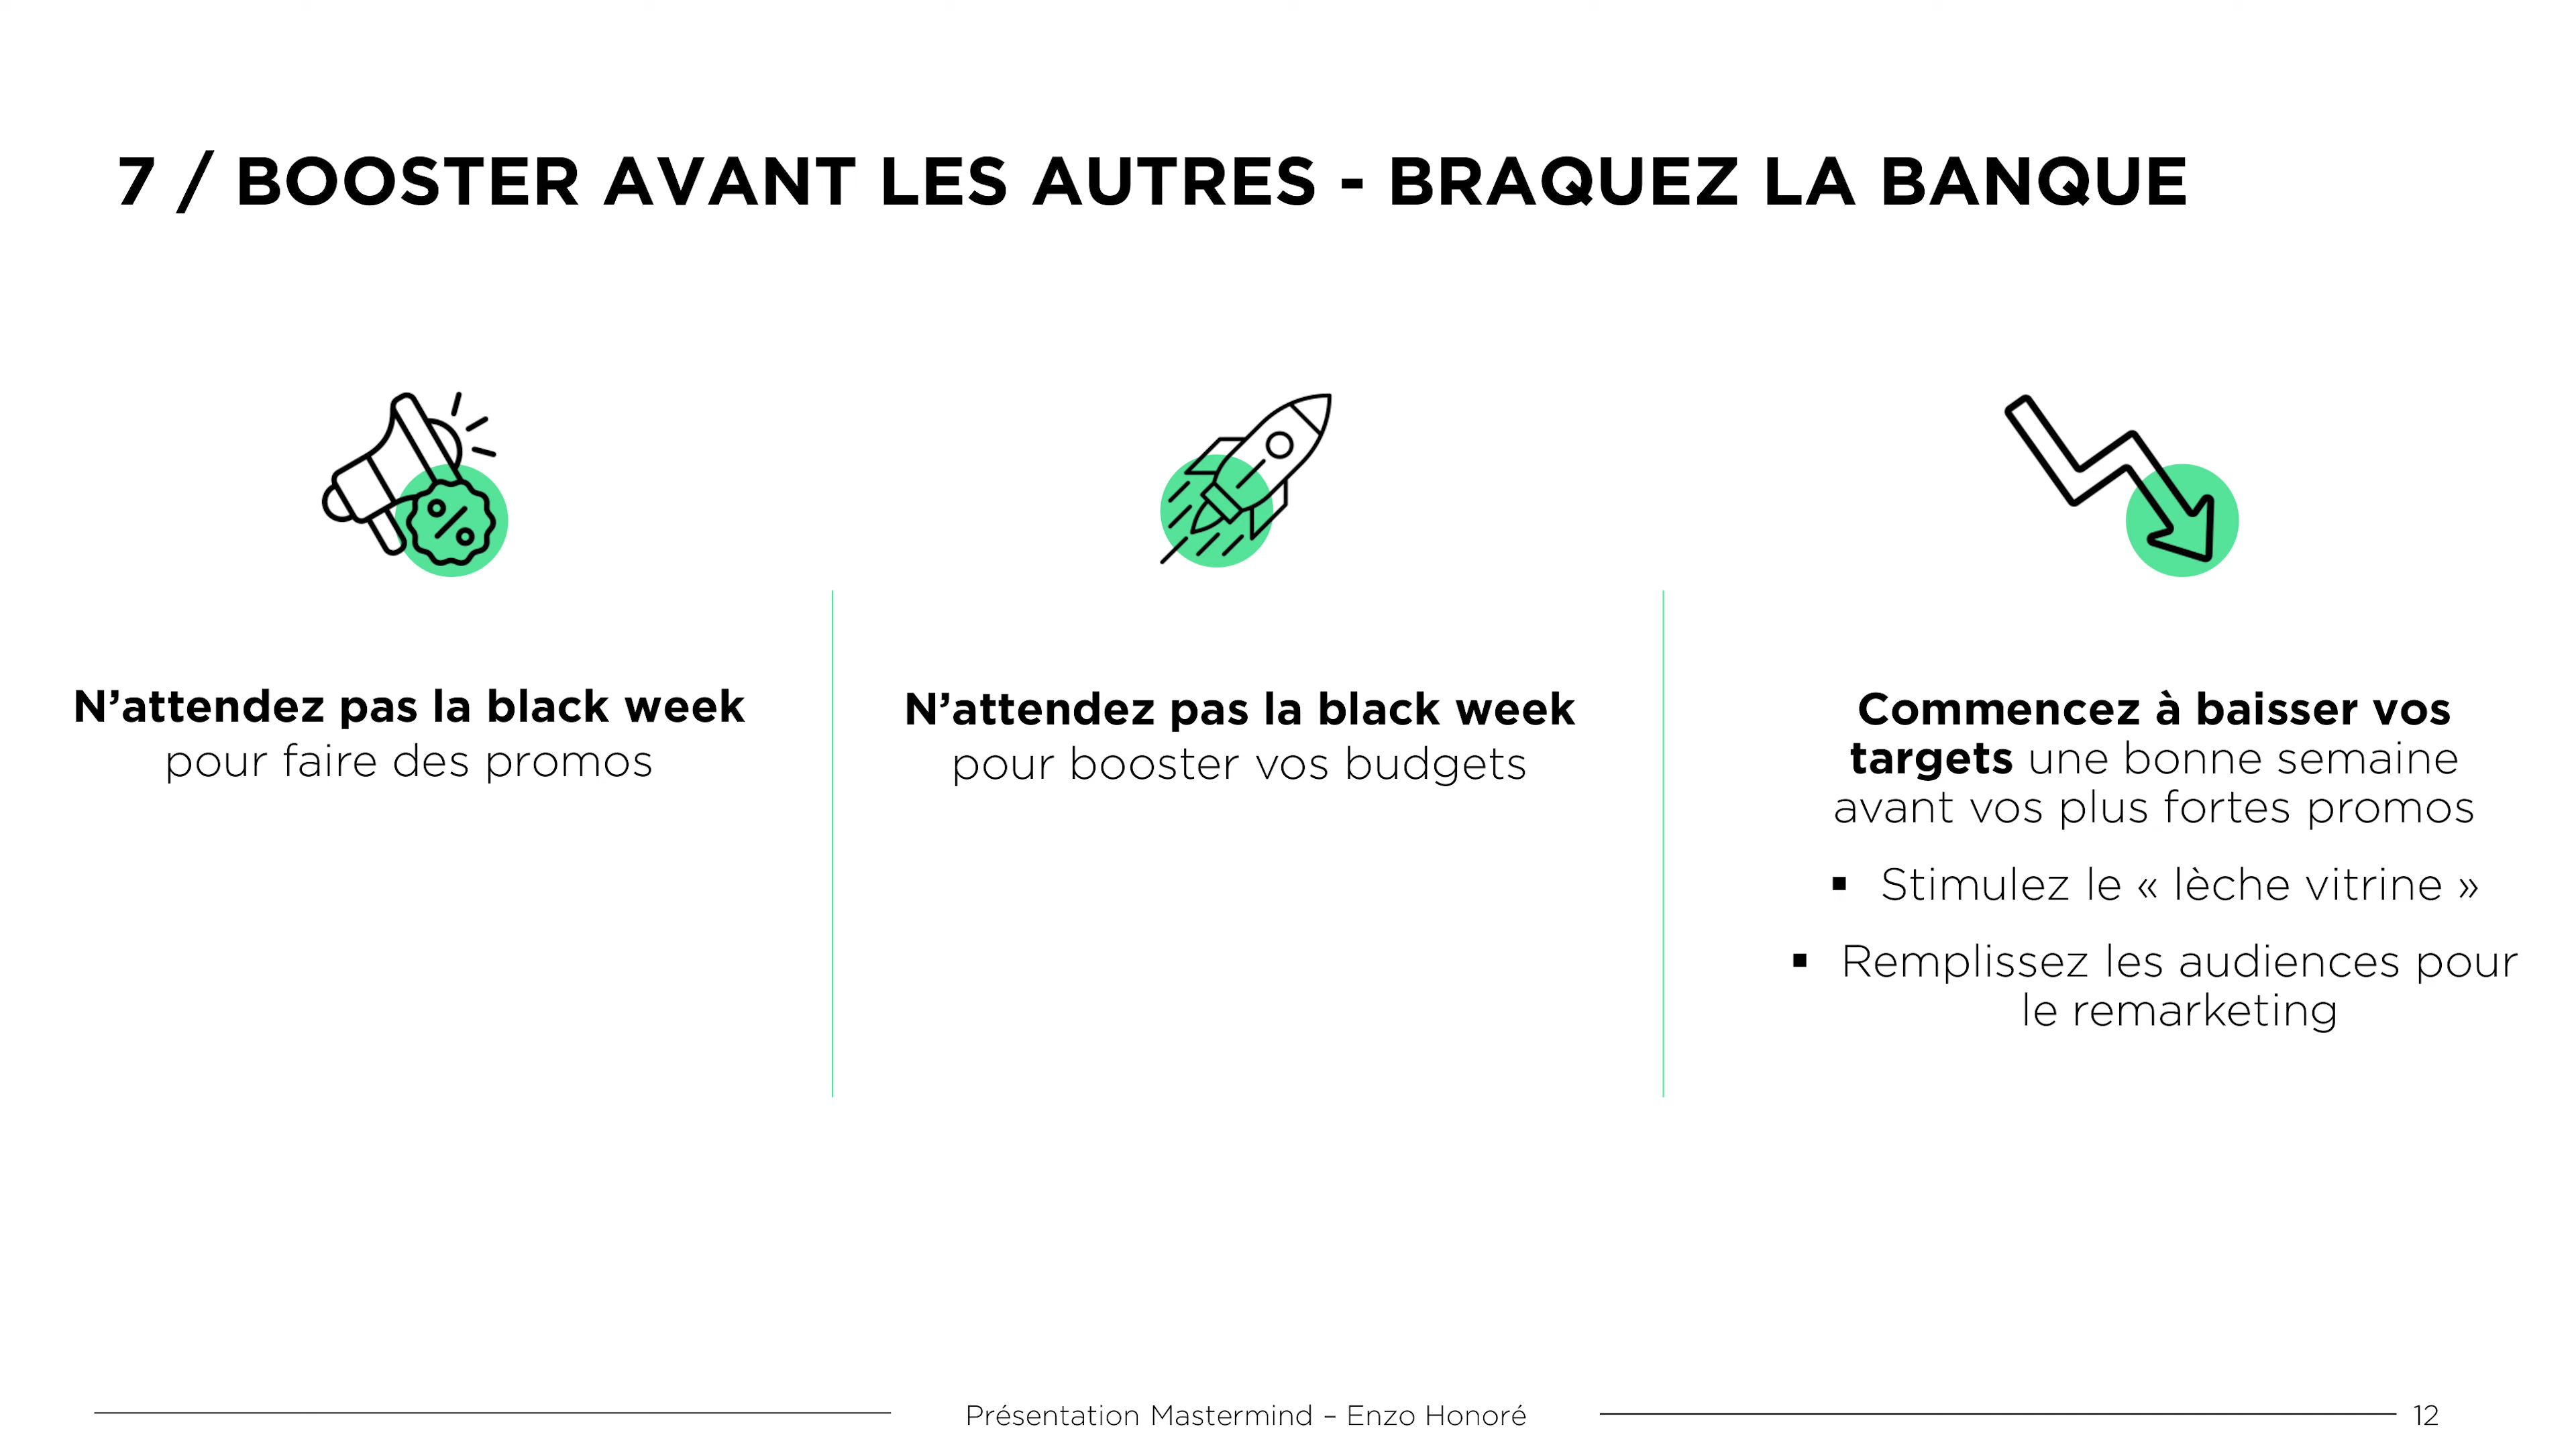 7 / BOOSTER AVANT LES AUTRES - BRAQUEZ LA BANQUE
%
N’attendez pas la black week
pour faire des promos
N’attendez pas la black week
pour booster vos budgets
Commencez à baisser vos
targets une bonne semaine
avant vos plus fortes promos
▪ Stimulez le « lèche vitrine »
▪ Remplissez les audiences pour
le remarketing
Présentation Mastermind – Enzo Honoré
12